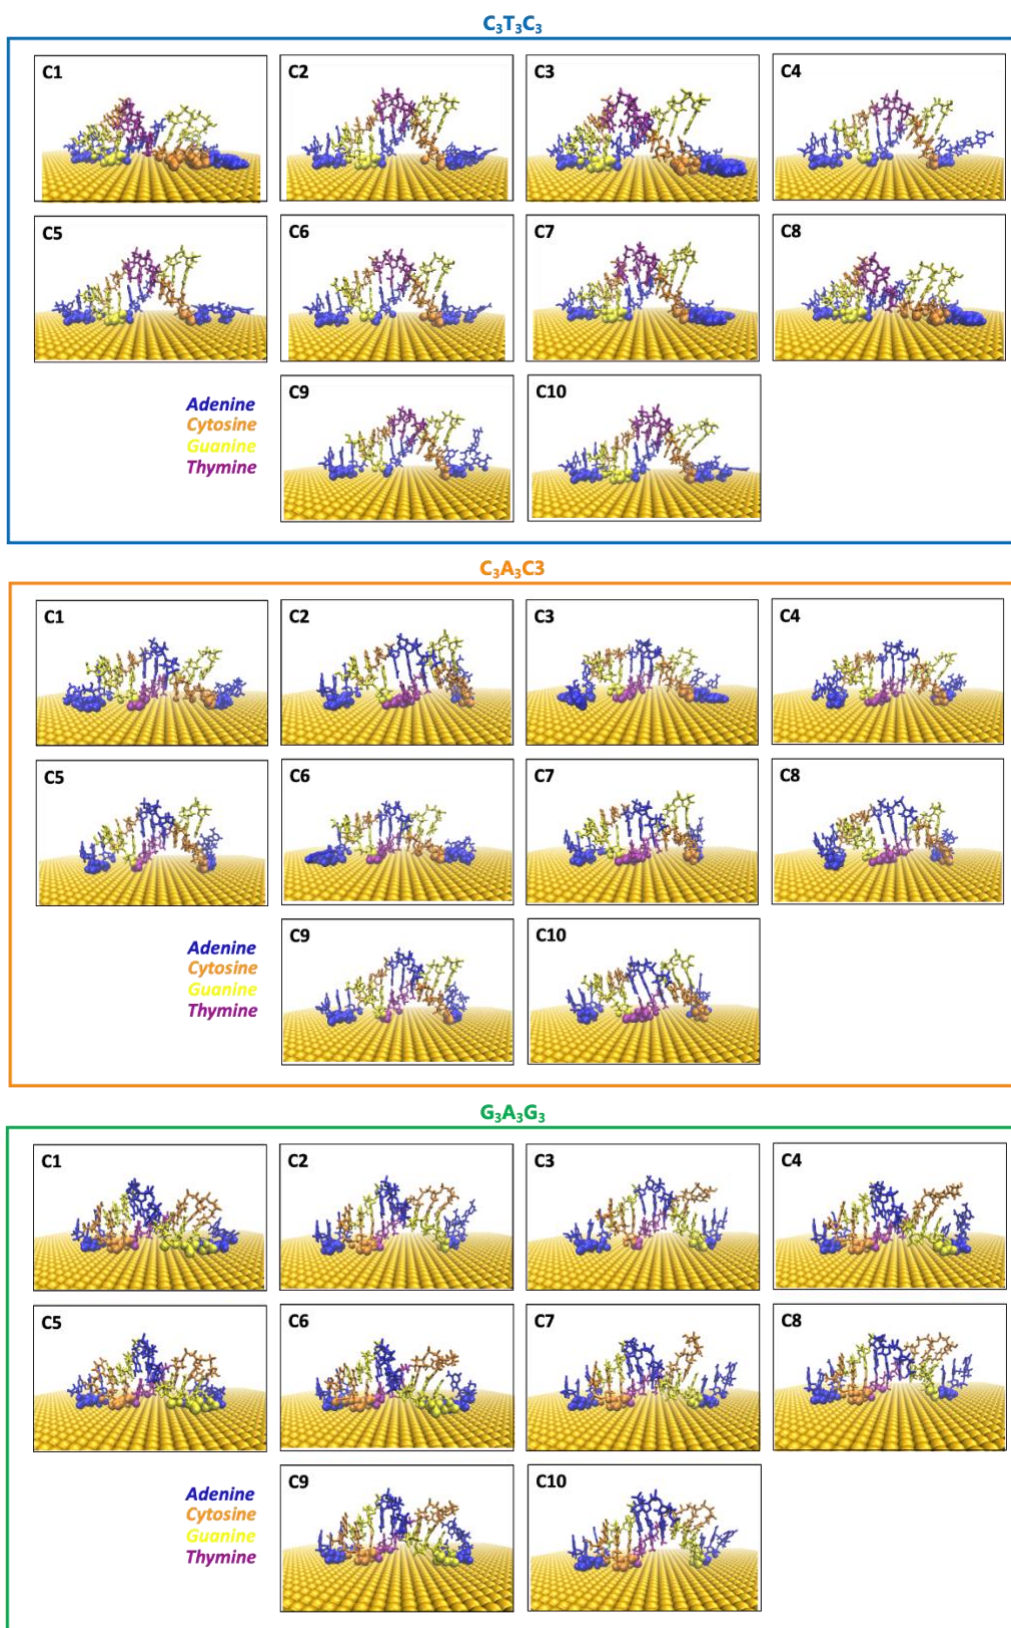 C₃T₃C₃
C1 C2 C3 C4
C5 C6 C7 C8
C9 C10
Adenine
Cytosine
Guanine
Thymine
C₃A₃C3
C1 C2 C3 C4
C5 C6 C7 C8
C9 C10
Adenine
Cytosine
Guanine
Thymine
G₃A₃G₃
C1 C2 C3 C4
C5 C6 C7 C8
C9 C10
Adenine
Cytosine
Guanine
Thymine